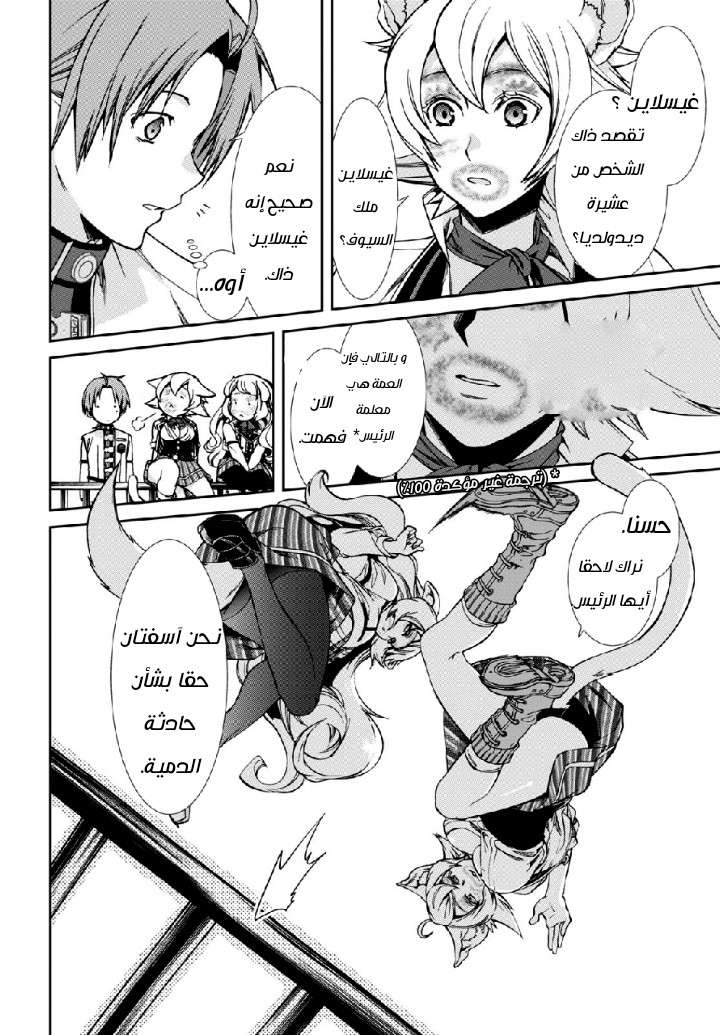 غيسلاين ؟
تقصد ذاك
الشخص من
عشيرة
ديدولديا؟
غيسلاين
ملك
السيوف؟
نعم
صحيح إنه
غيسلاين
ذاك.
أوه...
و بالتالي فإن
العمة هي
معلمة
الرئيس*
الان
فهمت.
* (ترجمة غير مؤكدة 100٪)
حسنا.
نراك لاحقا
أيها الرئيس
نحن آسفتان
حقا بشأن
حادثة
الدمية.